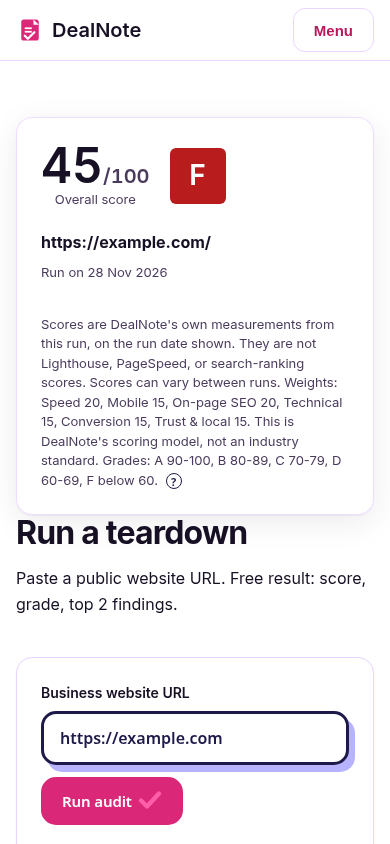 DealNote
Menu
45/100
F
Overall score
https://example.com/
Run on 28 Nov 2026
Scores are DealNote's own measurements from
this run, on the run date shown. They are not
Lighthouse, PageSpeed, or search-ranking
scores. Scores can vary between runs. Weights:
Speed 20, Mobile 15, On-page SEO 20, Technical
15, Conversion 15, Trust & local 15. This is
DealNote's scoring model, not an industry
standard. Grades: A 90-100, B 80-89, C 70-79, D
60-69, F below 60. ?
Run a teardown
Paste a public website URL. Free result: score,
grade, top 2 findings.
Business website URL
https://example.com
Run audit